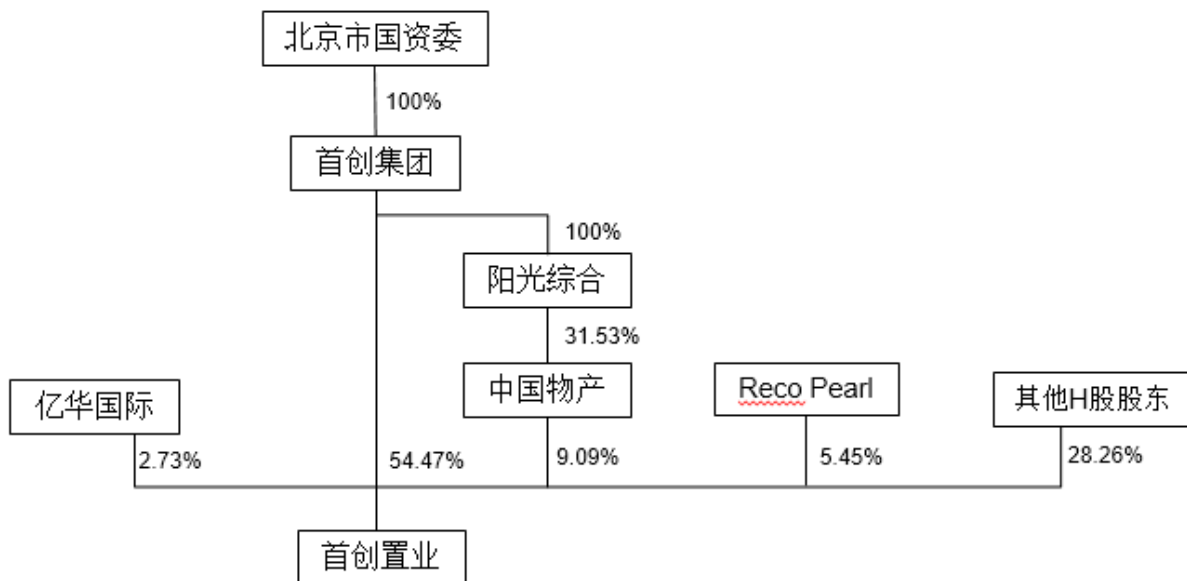 北京市国资委
100%
首创集团
100%
阳光综合
31.53%
亿华国际
中国物产
Reco Pearl
其他H股股东
2.73%
54.47%
9.09%
5.45%
28.26%
首创置业